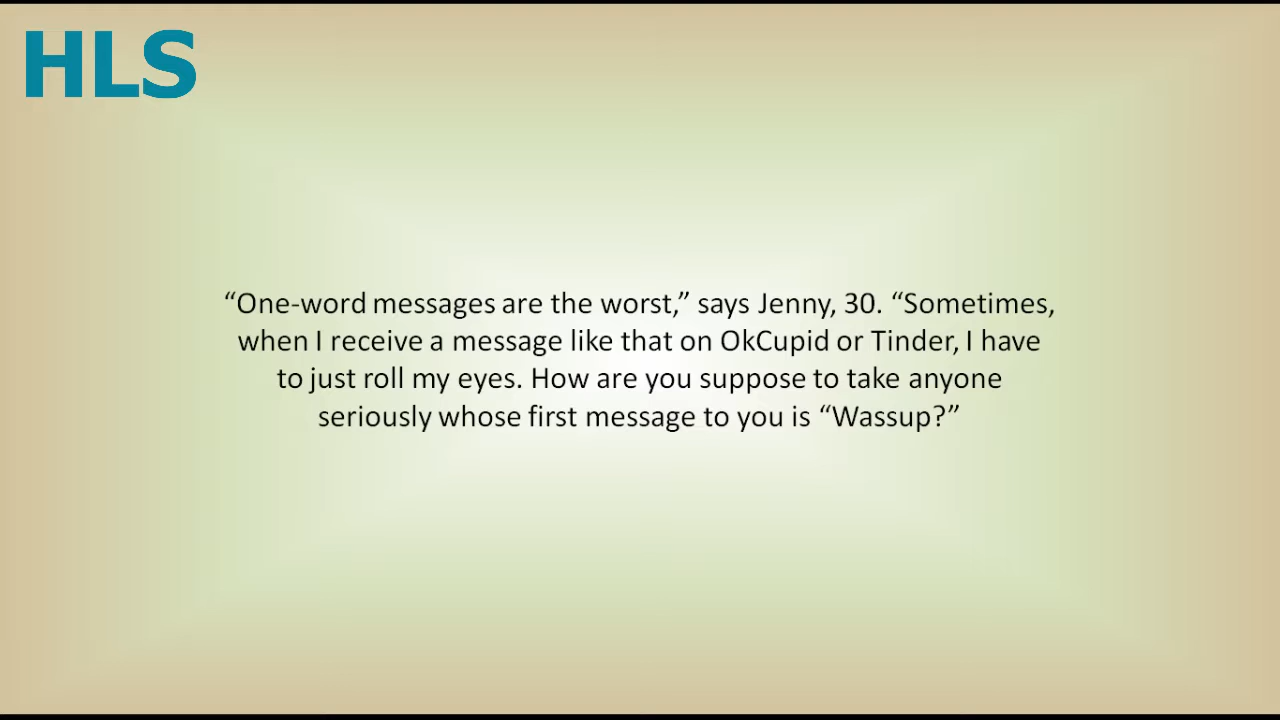 HLS
“One-word messages are the worst,” says Jenny, 30. “Sometimes,
when I receive a message like that on OkCupid or Tinder, I have
to just roll my eyes. How are you suppose to take anyone
seriously whose first message to you is “Wassup?”